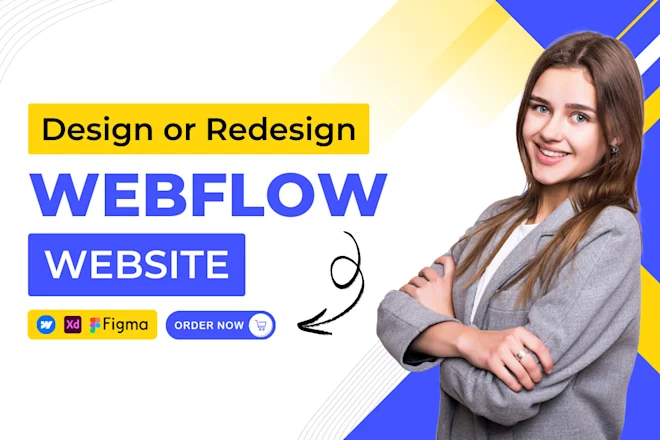 Design or Redesign
WEBFLOW
WEBSITE
Xd Figma
ORDER NOW